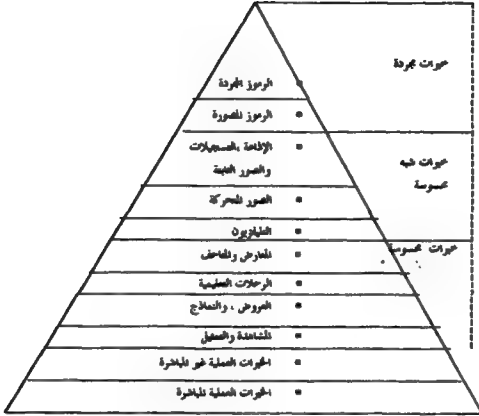 خبرات مجردة
الرموز المجردة
الرموز المصورة
الإذاعة والتسجيلات
والصور الثابتة
خبرات شبه
محسوسة
الصور المتحركة
التليفزيون
المعارض والمتاحف
خبرات محسوسة
الرحلات التعليمية
العروض ، والنماذج
المشاهدة والتمثيل
الخبرات العملية غير المباشرة
الخبرات العملية المباشرة